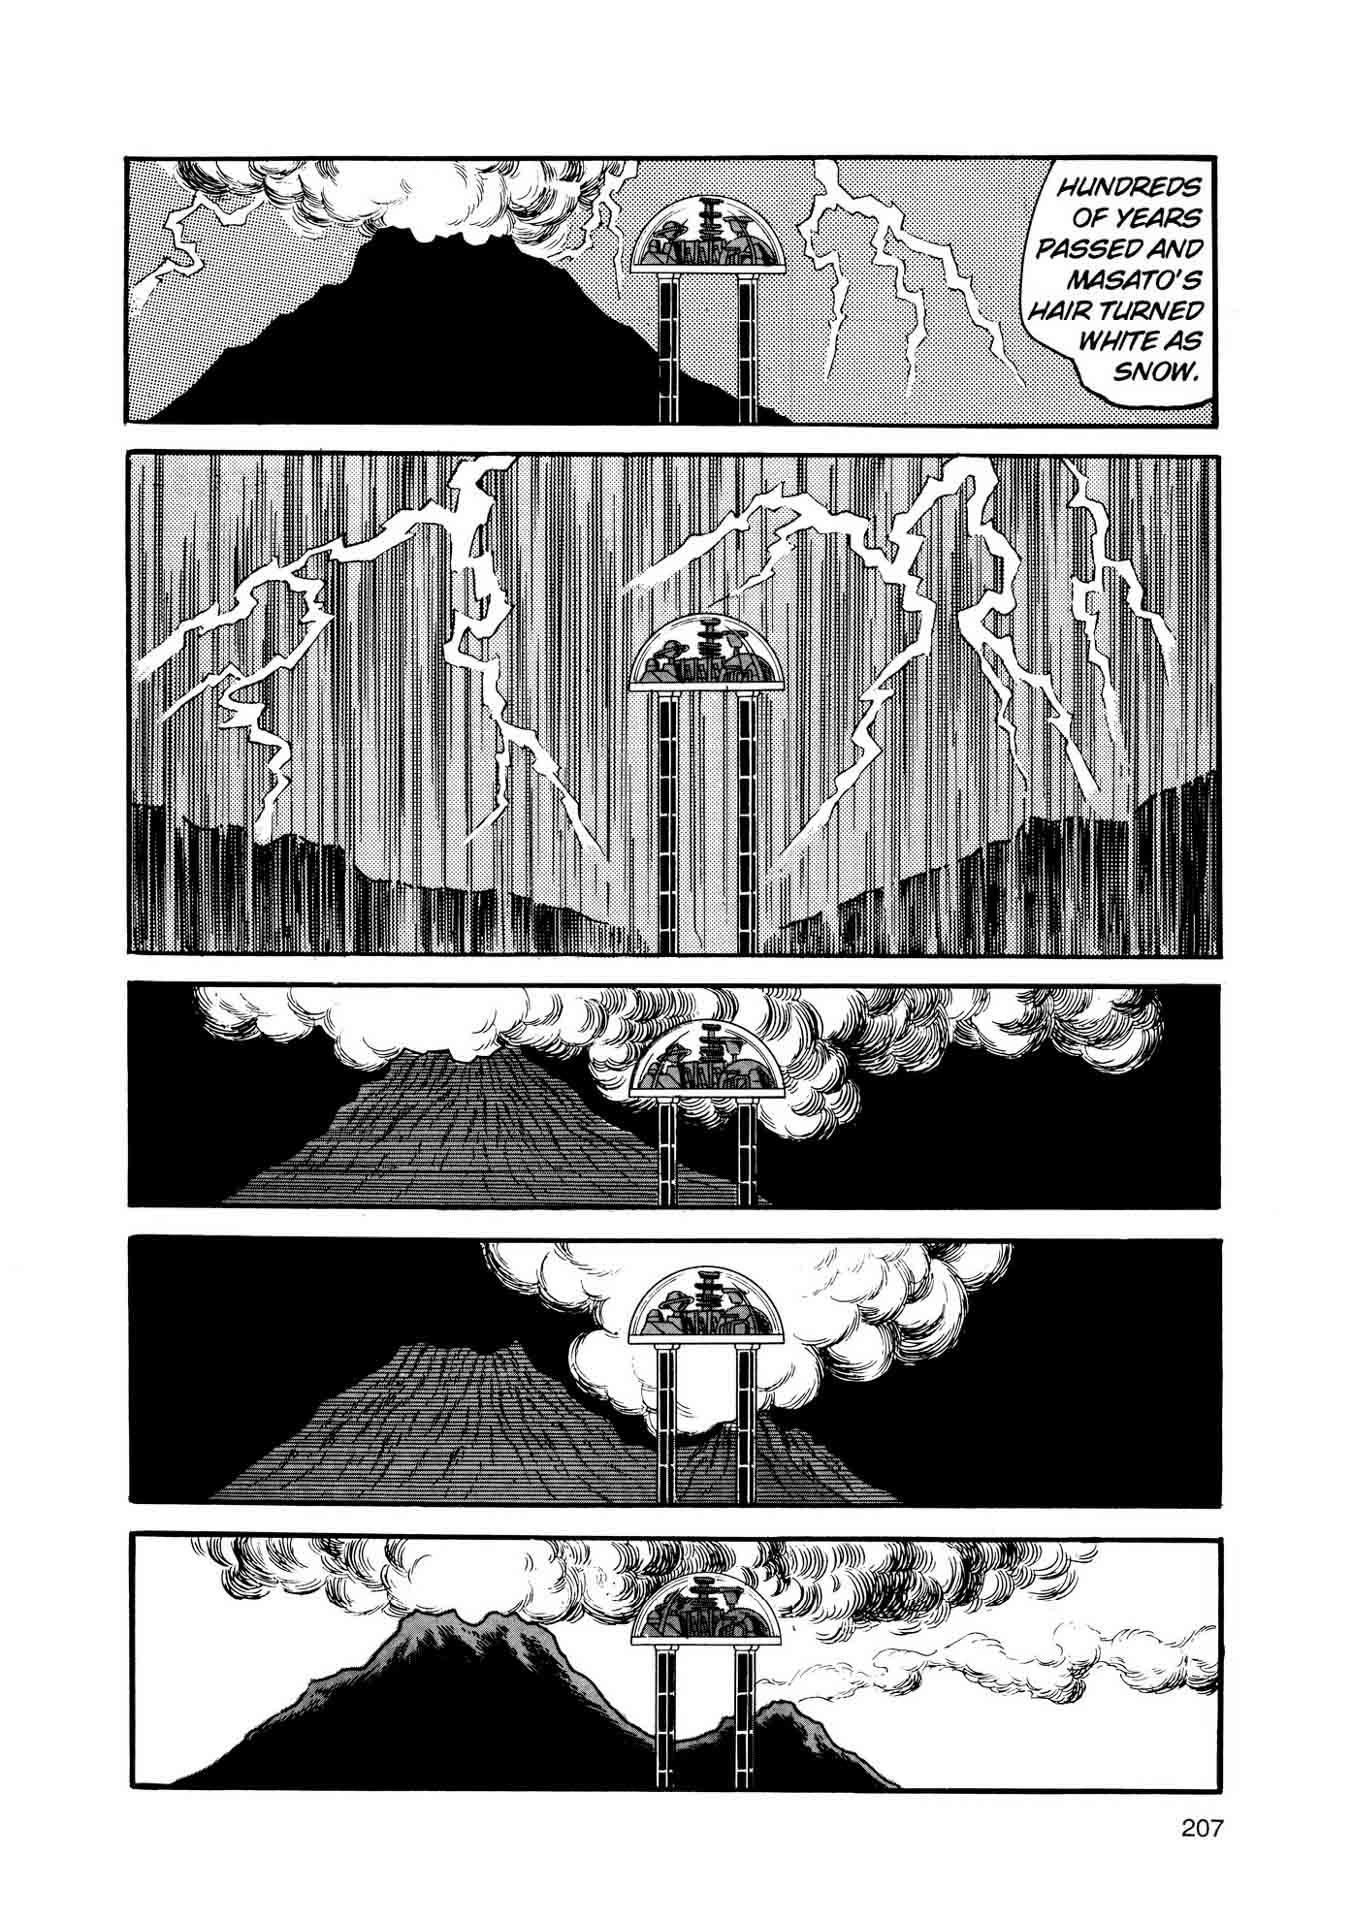 HUNDREDS
OF YEARS
PASSED AND
MASATO'S
HAIR TURNED
WHITE AS
SNOW.
207